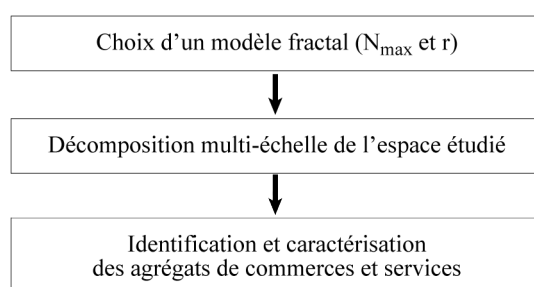 Choix d’un modèle fractal (Nmax et r)
Décomposition multi-échelle de l’espace étudié
Identification et caractérisation
des agrégats de commerces et services